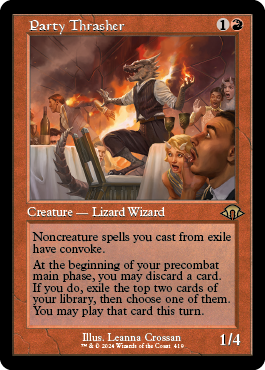 Party Thrasher 1
Creature — Lizard Wizard
Noncreature spells you cast from exile
have convoke.
At the beginning of your precombat
main phase, you may discard a card.
If you do, exile the top two cards of
your library, then choose one of them.
You may play that card this turn.
Illus. Leanna Crossan
™ & © 2024 Wizards of the Coast 419
1/4